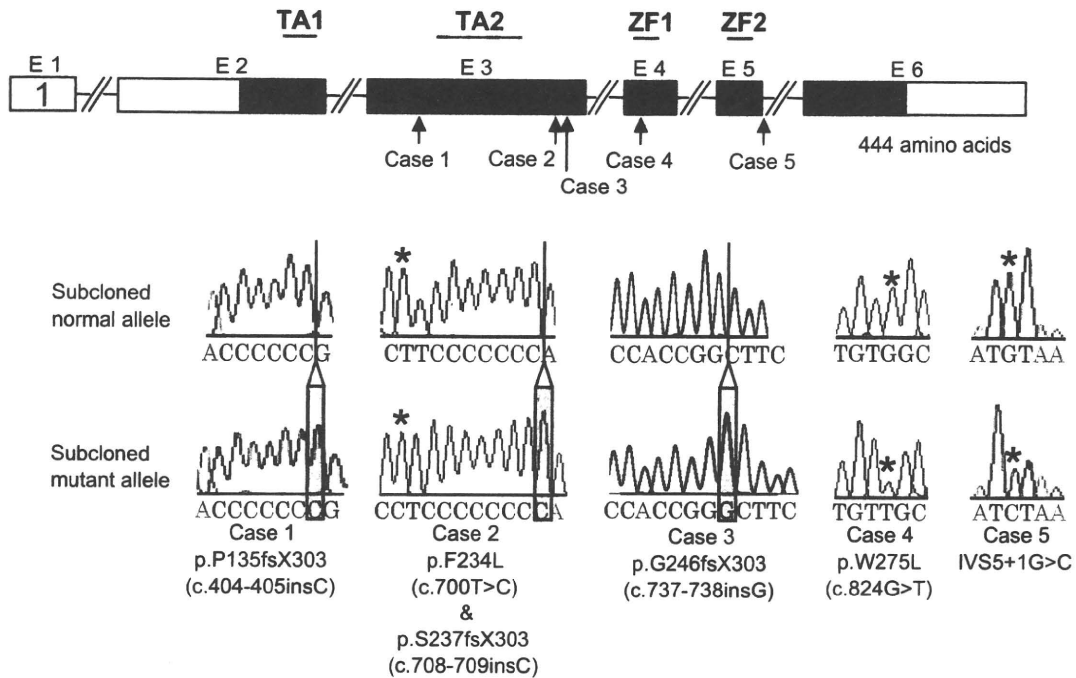 TA1 TA2 ZF1 ZF2
E 1 E 2 E 3 E 4 E 5 E 6
1
Case 1 Case 2 Case 4 Case 5 444 amino acids
Case 3
* * *
Subcloned
normal allele
ACCCCCCG CTTCCCCCCCA CCACCGGCTTC TGTGGC ATGTAA
* * *
Subcloned
mutant allele
ACCCCCCCG CCTCCCCCCCCA CCACCGGGCTTC TGTTGC ATCTAA
Case 1 Case 2 Case 3 Case 4 Case 5
p.P135fsX303 p.F234L p.G246fsX303 p.W275L IVS5+1G>C
(c.404-405insC) (c.700T>C) (c.737-738insG) (c.824G>T)
&
p.S237fsX303
(c.708-709insC)